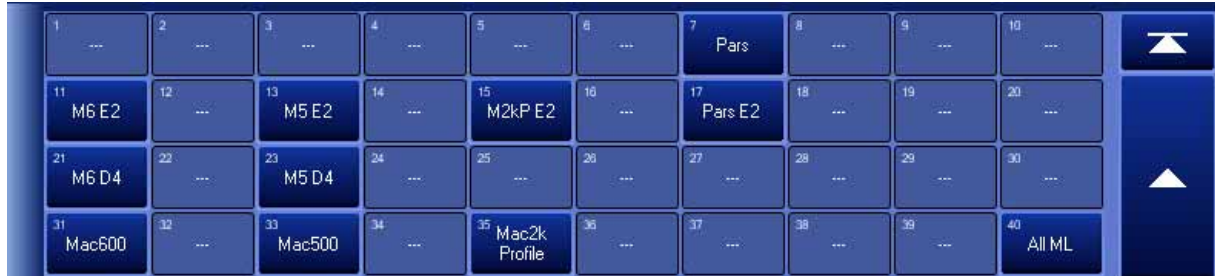 1 --- 2 --- 3 --- 4 --- 5 --- 6 --- 7 Pars 8 --- 9 --- 10 ---
11 M6 E2 12 --- 13 M5 E2 14 --- 15 M2kP E2 16 --- 17 Pars E2 18 --- 19 --- 20 ---
21 M6 D4 22 --- 23 M5 D4 24 --- 25 --- 26 --- 27 --- 28 --- 29 --- 30 ---
31 Mac600 32 --- 33 Mac500 34 --- 35 Mac2k Profile 36 --- 37 --- 38 --- 39 --- 40 All ML